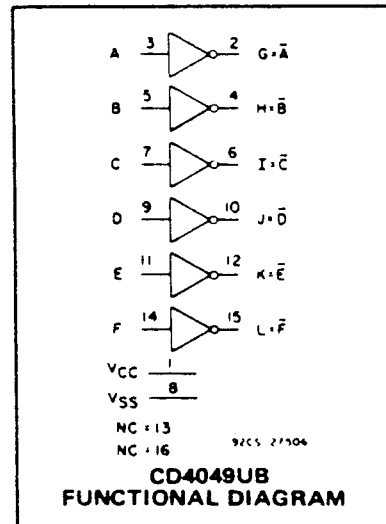 A 3 2 G=A̅
B 5 4 H=B̅
C 7 6 I=C̅
D 9 10 J=D̅
E 11 12 K=E̅
F 14 15 L=F̅
VCC 1
VSS 8
NC = 13
NC = 16
92CS-27506
CD4049UB
FUNCTIONAL DIAGRAM